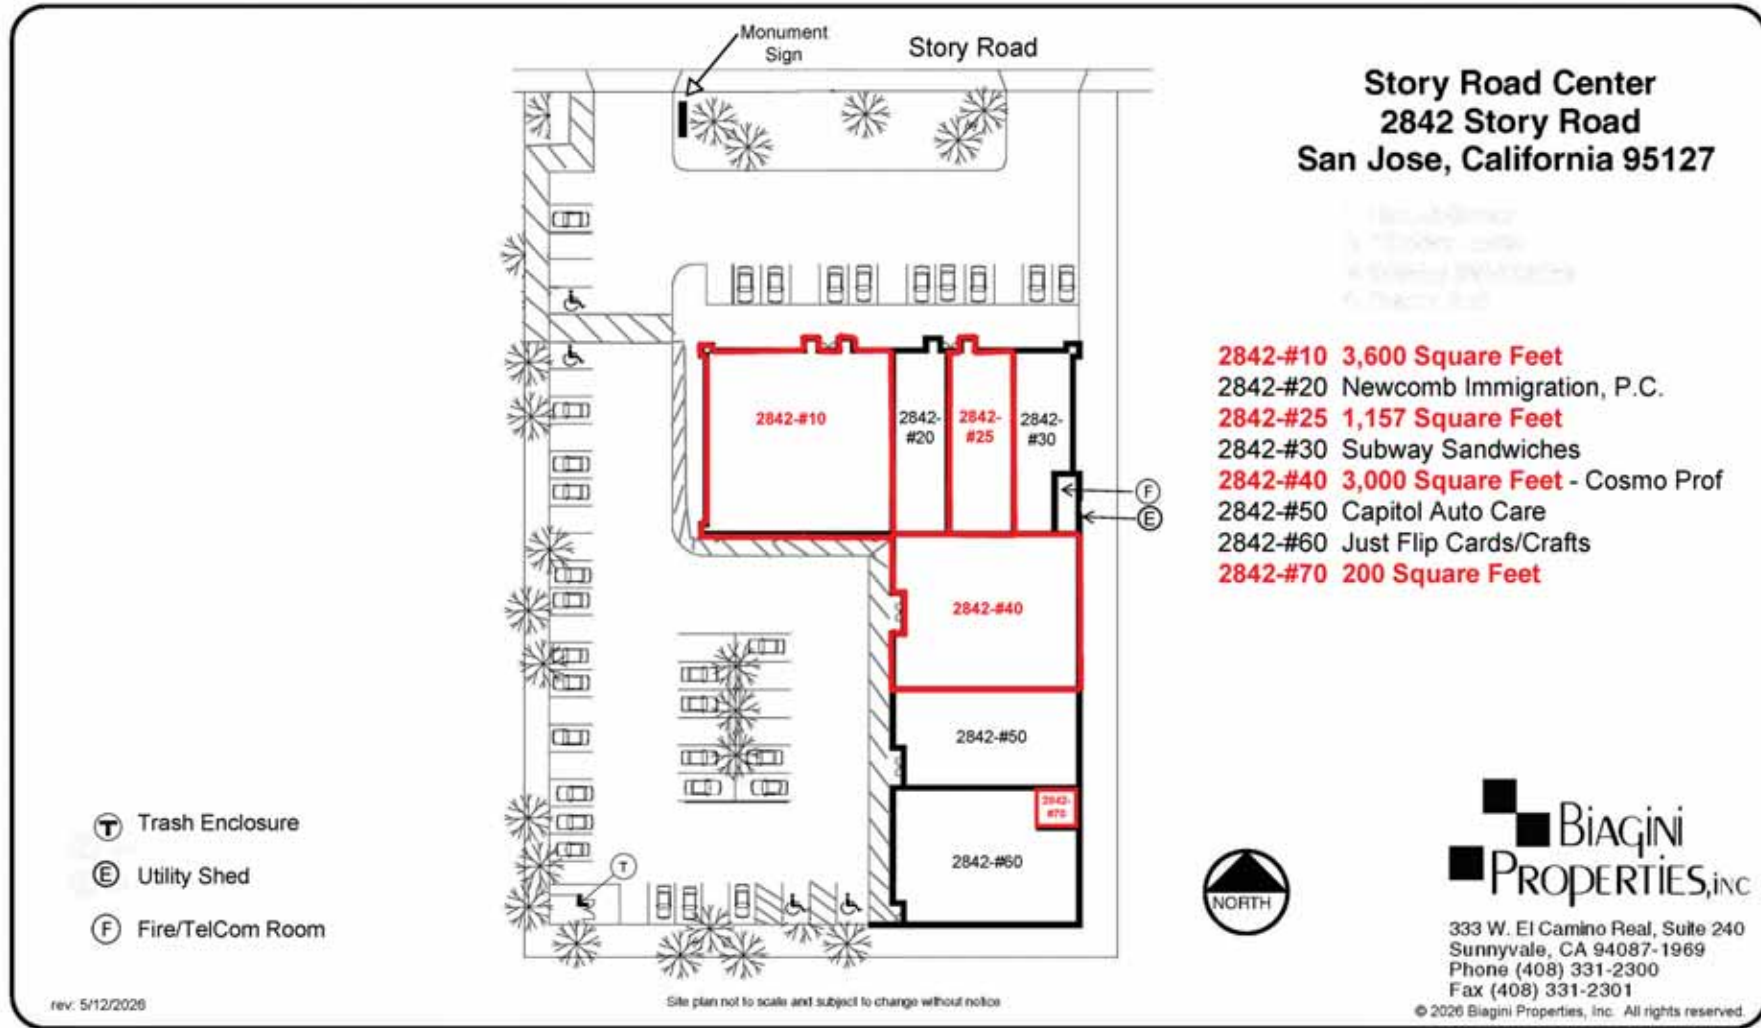 Monument
Sign
Story Road
Story Road Center
2842 Story Road
San Jose, California 95127
2842-#10 3,600 Square Feet
2842-#20 Newcomb Immigration, P.C.
2842-#25 1,157 Square Feet
2842-#30 Subway Sandwiches
2842-#40 3,000 Square Feet - Cosmo Prof
2842-#50 Capitol Auto Care
2842-#60 Just Flip Cards/Crafts
2842-#70 200 Square Feet
2842-#10
2842-
#20
2842-
#25
2842-
#30
F
E
2842-#40
2842-#50
2842-
#70
2842-#60
T
T Trash Enclosure
E Utility Shed
F Fire/TelCom Room
NORTH
BIAGINI
PROPERTIES, INC
333 W. El Camino Real, Suite 240
Sunnyvale, CA 94087-1969
Phone (408) 331-2300
Fax (408) 331-2301
© 2026 Biagini Properties, Inc. All rights reserved.
rev: 5/12/2026
Site plan not to scale and subject to change without notice